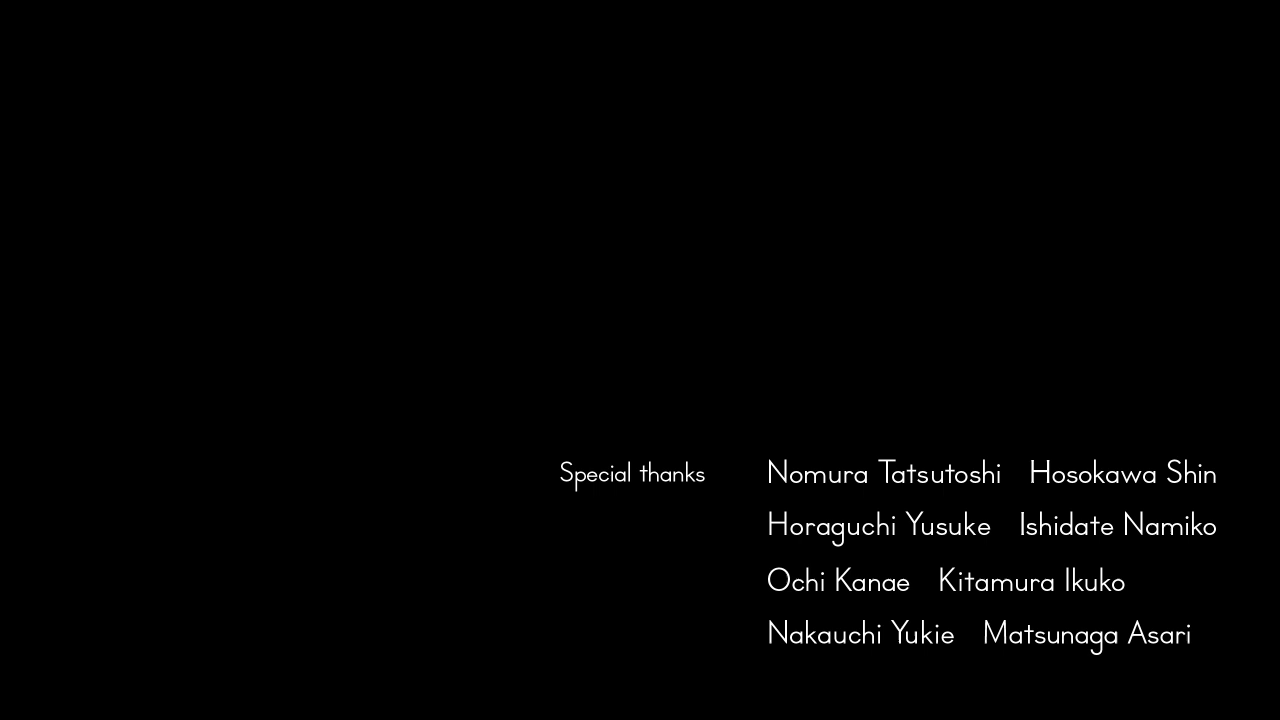 Special thanks Nomura Tatsutoshi Hosokawa Shin
Horaguchi Yusuke Ishidate Namiko
Ochi Kanae Kitamura Ikuko
Nakauchi Yukie Matsunaga Asari